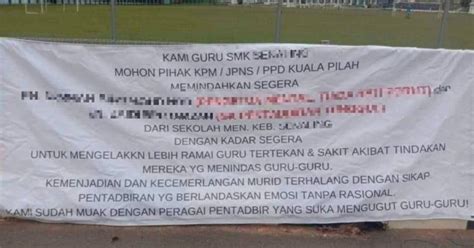 KAMI GURU SMK SENALING
MOHON PIHAK KPM / JPNS / PPD KUALA PILAH
MEMINDAHKAN SEGERA
DARI SEKOLAH MEN. KEB. SENALING
DENGAN KADAR SEGERA
UNTUK MENGELAKKN LEBIH RAMAI GURU TERTEKAN & SAKIT AKIBAT TINDAKAN
MEREKA YG MENINDAS GURU-GURU.
KEMENJADIAN DAN KECEMERLANGAN MURID TERHALANG DENGAN SIKAP
PENTADBIRAN YG BERLANDASKAN EMOSI TANPA RASIONAL.
KAMI SUDAH MUAK DENGAN PERAGAI PENTADBIR YANG SUKA MENGUGUT GURU-GURU!